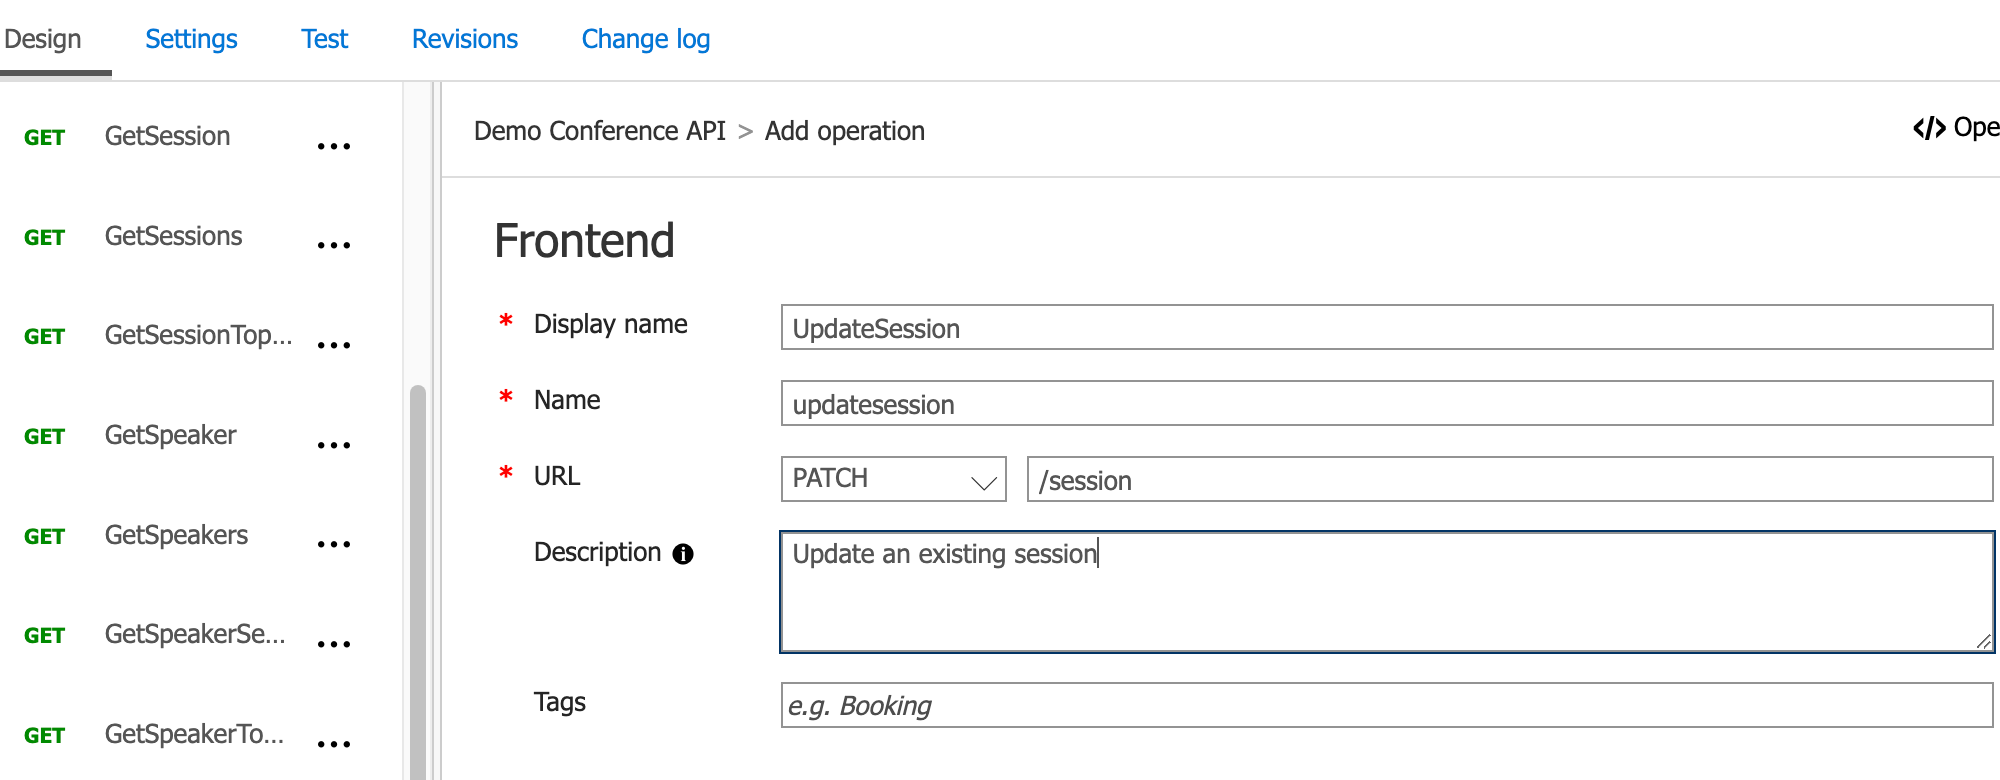 Design Settings Test Revisions Change log
GET GetSession ...
GET GetSessions ...
GET GetSessionTop... ...
GET GetSpeaker ...
GET GetSpeakers ...
GET GetSpeakerSe... ...
GET GetSpeakerTo... ...
Demo Conference API > Add operation
</> Ope
Frontend
* Display name UpdateSession
* Name updatesession
* URL PATCH /session
Description i Update an existing session
Tags e.g. Booking